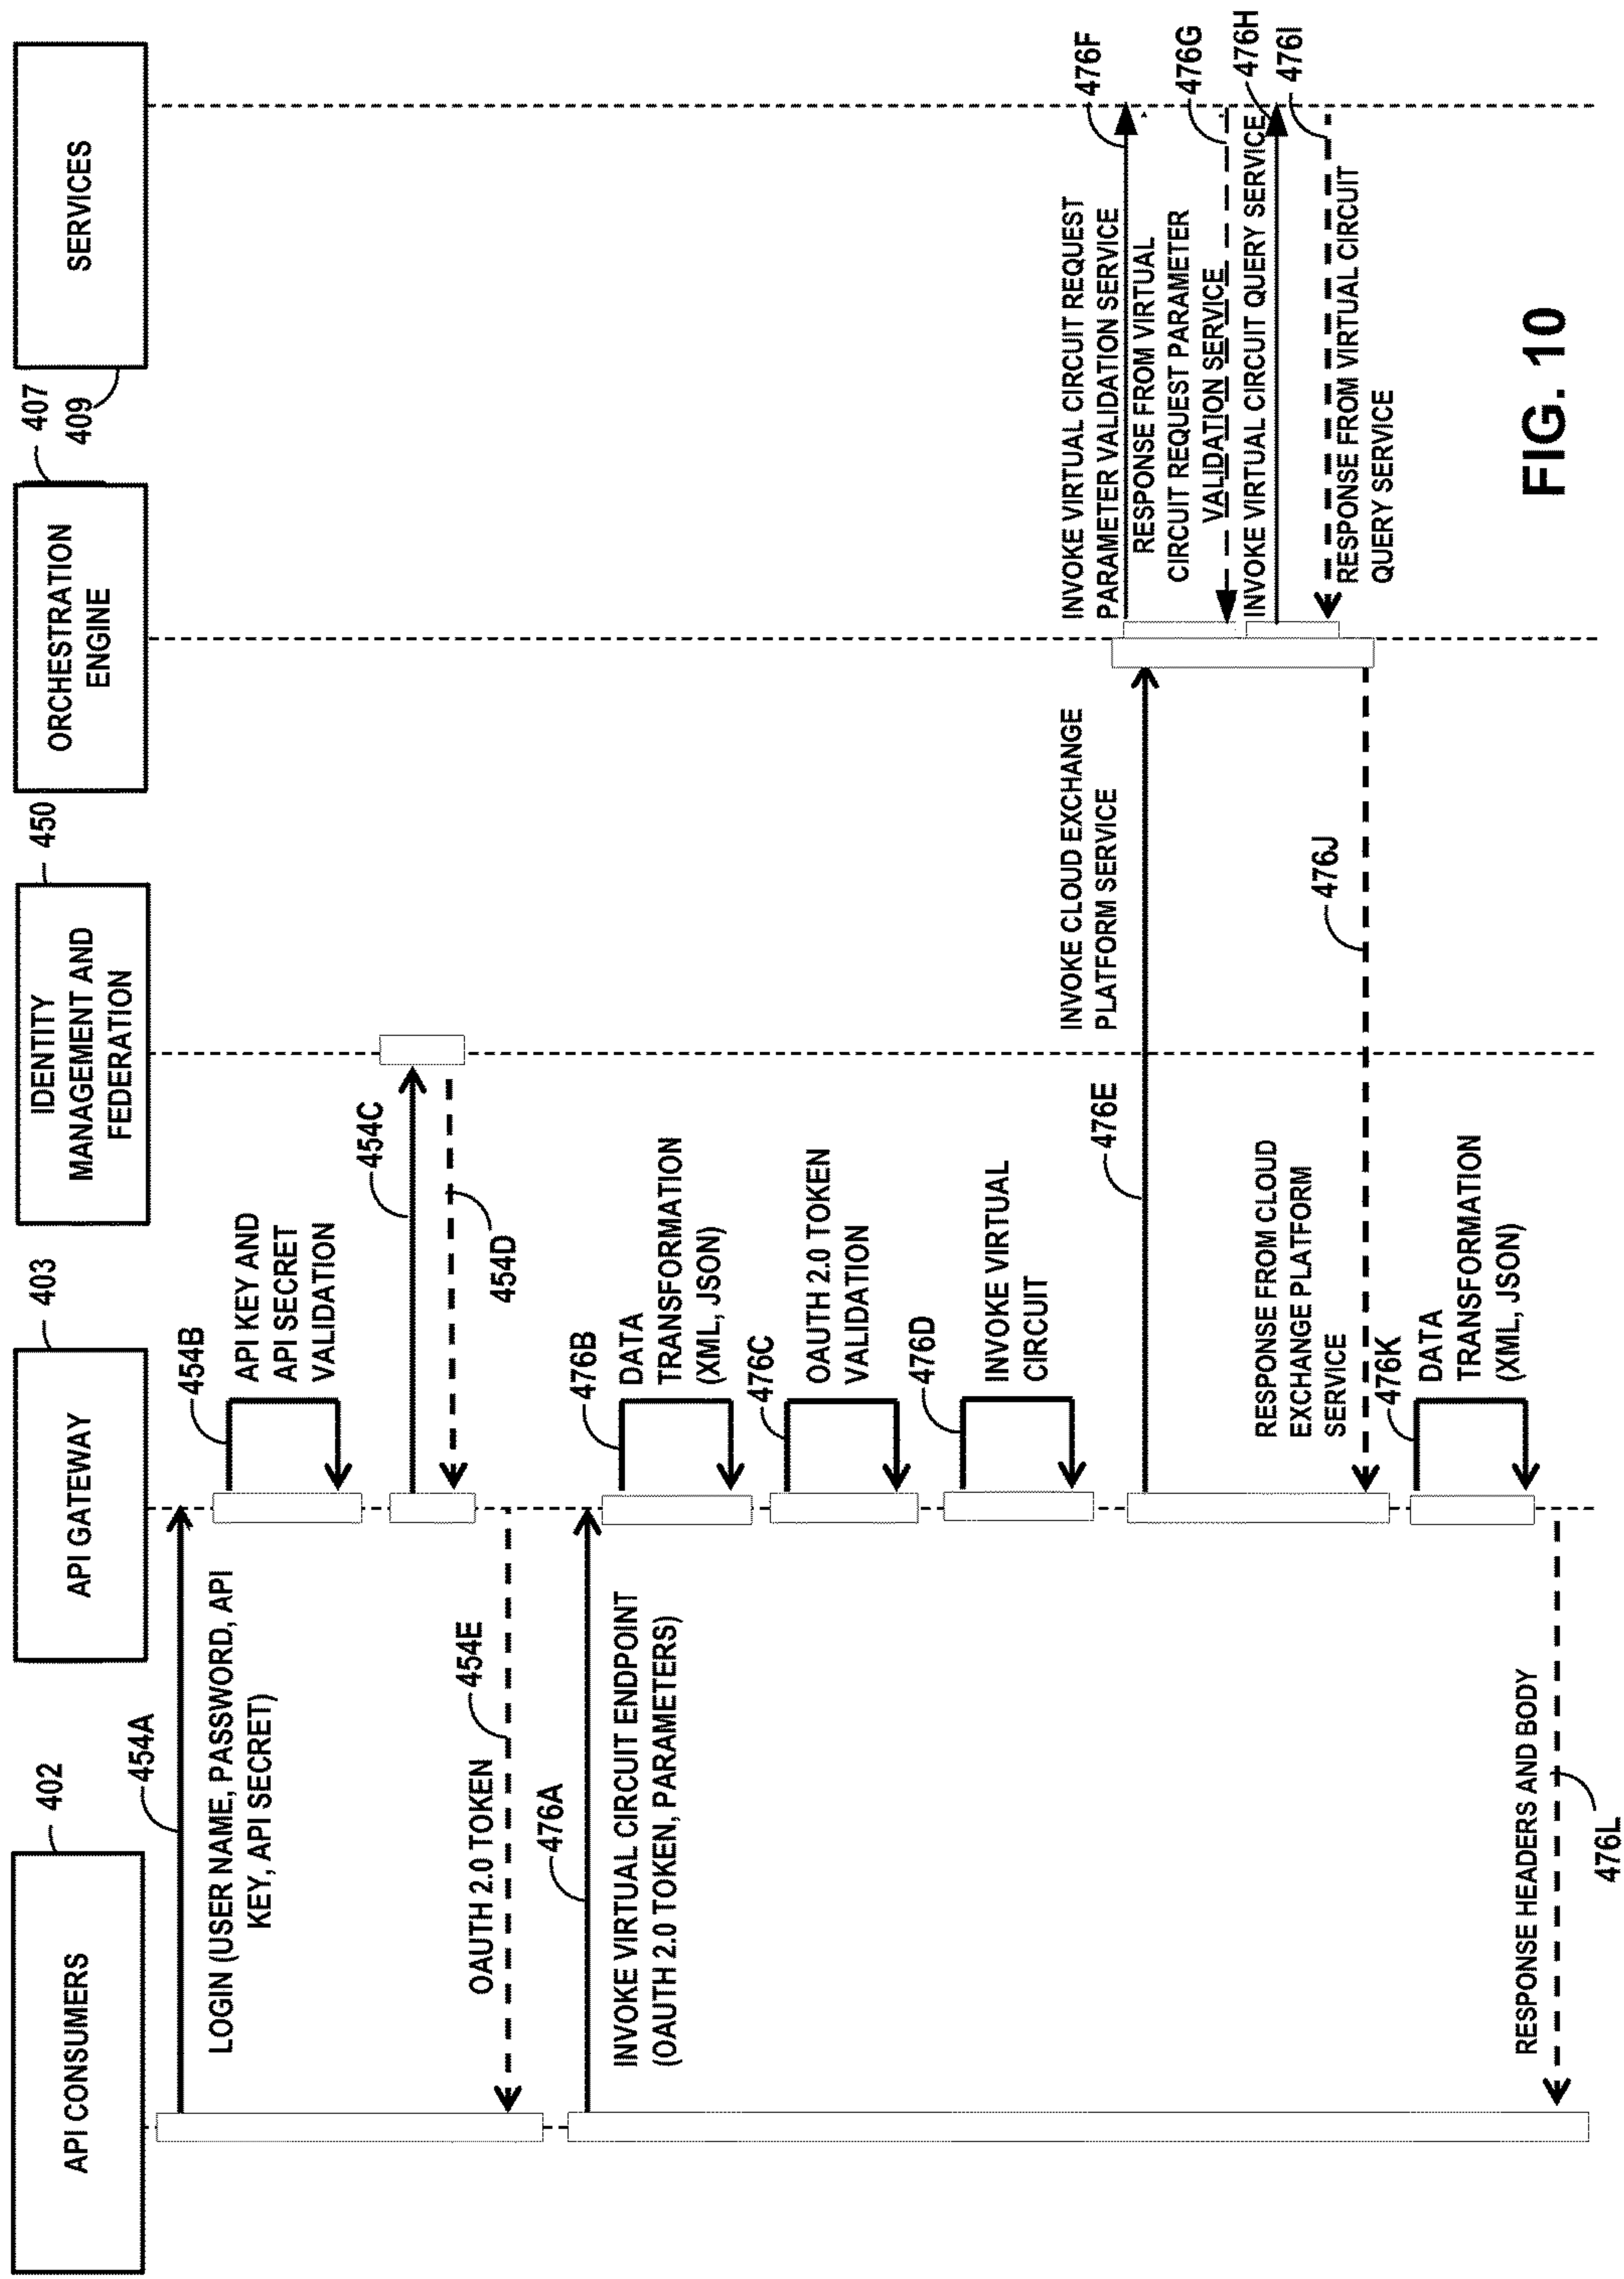 API CONSUMERS
402
API GATEWAY
403
IDENTITY
MANAGEMENT AND
FEDERATION
450
ORCHESTRATION
ENGINE
407
SERVICES
409
454A
LOGIN (USER NAME, PASSWORD, API
KEY, API SECRET)
454B
API KEY AND
API SECRET
VALIDATION
454C
454D
454E
OAUTH 2.0 TOKEN
476A
INVOKE VIRTUAL CIRCUIT ENDPOINT
(OAUTH 2.0 TOKEN, PARAMETERS)
476B
DATA
TRANSFORMATION
(XML, JSON)
476C
OAUTH 2.0 TOKEN
VALIDATION
476D
INVOKE VIRTUAL
CIRCUIT
476E
INVOKE CLOUD EXCHANGE
PLATFORM SERVICE
INVOKE VIRTUAL CIRCUIT REQUEST
PARAMETER VALIDATION SERVICE
476F
RESPONSE FROM VIRTUAL
CIRCUIT REQUEST PARAMETER
VALIDATION SERVICE
476G
INVOKE VIRTUAL CIRCUIT QUERY SERVICE
476H
476I
RESPONSE FROM VIRTUAL CIRCUIT
QUERY SERVICE
476J
RESPONSE FROM CLOUD
EXCHANGE PLATFORM
SERVICE
476K
DATA
TRANSFORMATION
(XML, JSON)
RESPONSE HEADERS AND BODY
476L
FIG. 10